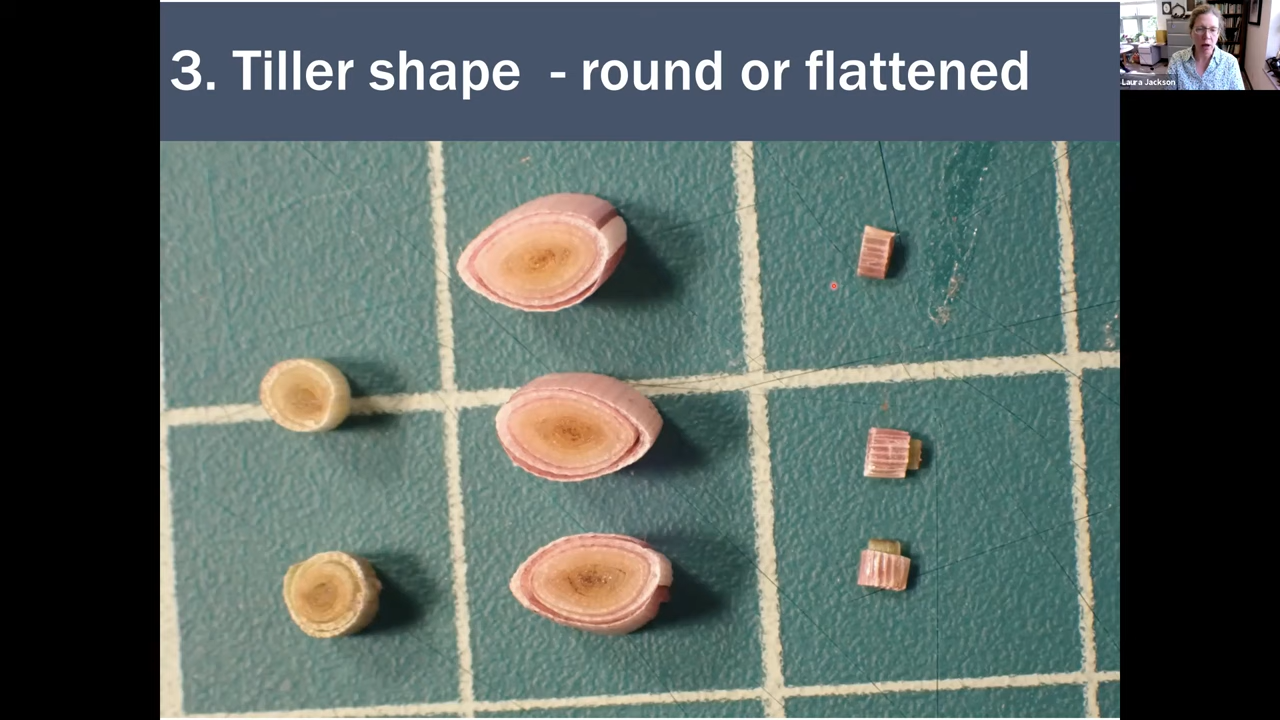 3. Tiller shape - round or flattened
Laura Jackson